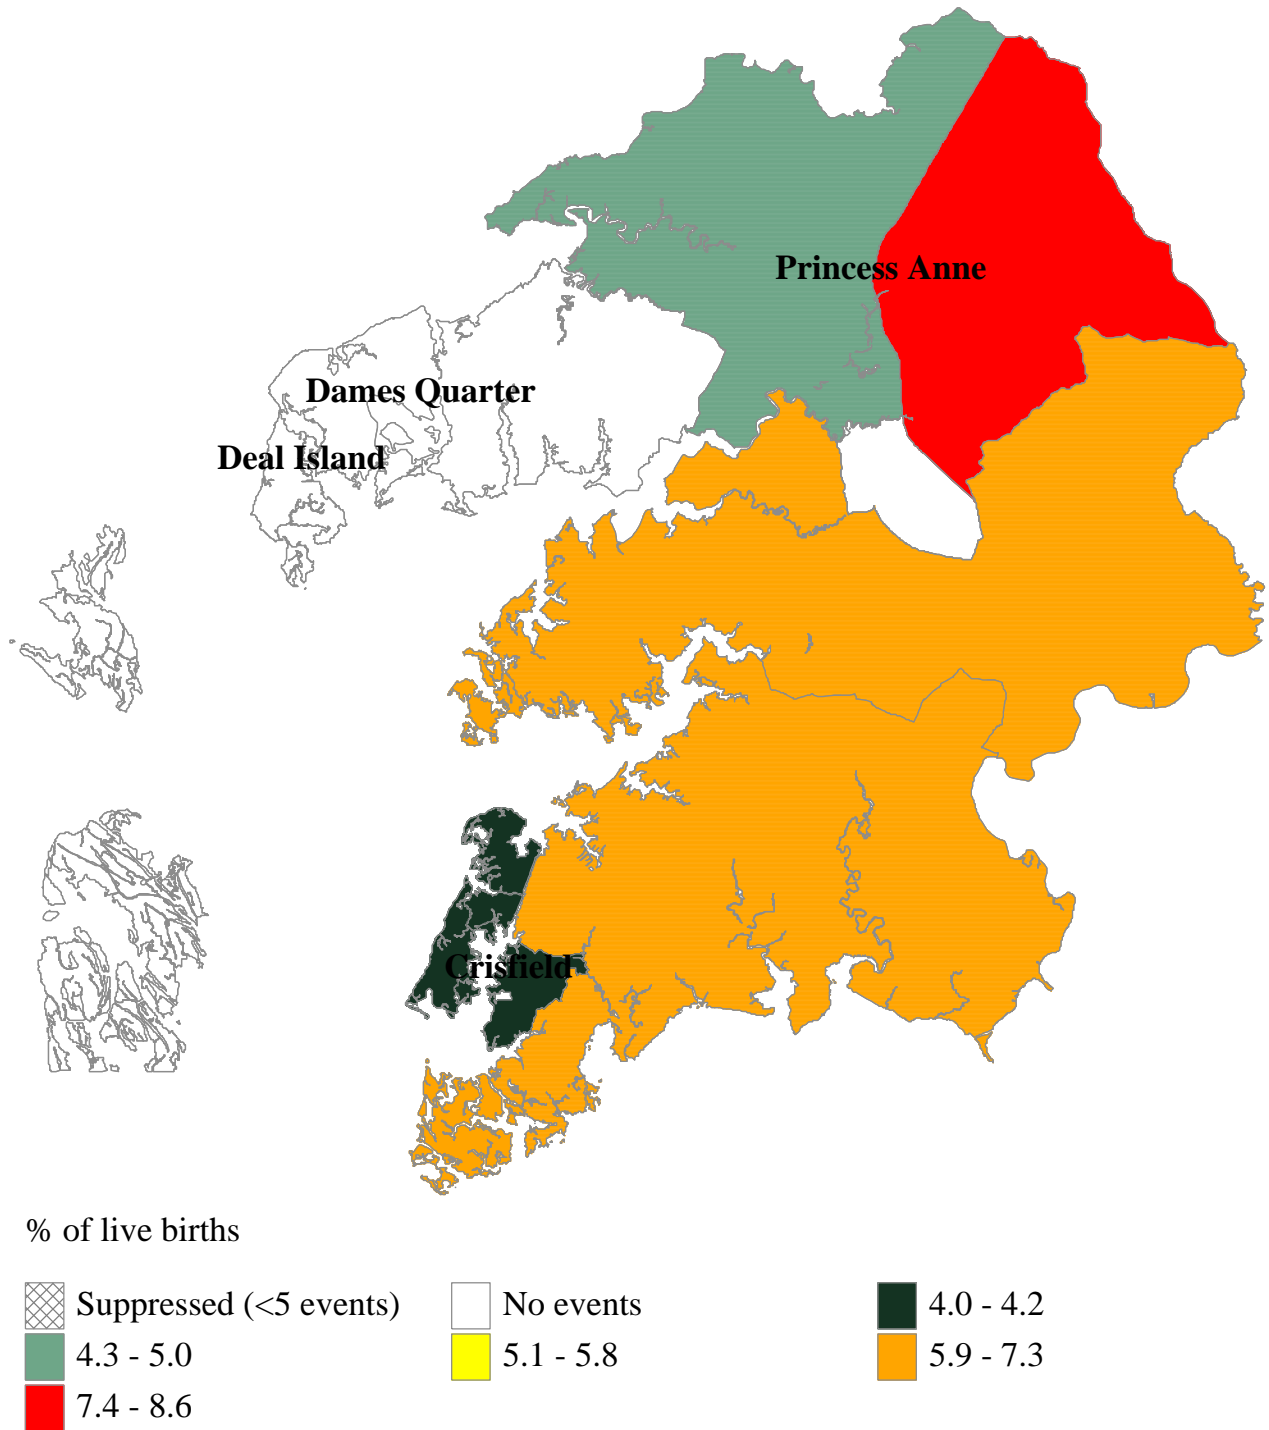 Princess Anne
Dames Quarter
Deal Island
Crisfield
% of live births
Suppressed (<5 events)
No events
4.0 - 4.2
4.3 - 5.0
5.1 - 5.8
5.9 - 7.3
7.4 - 8.6